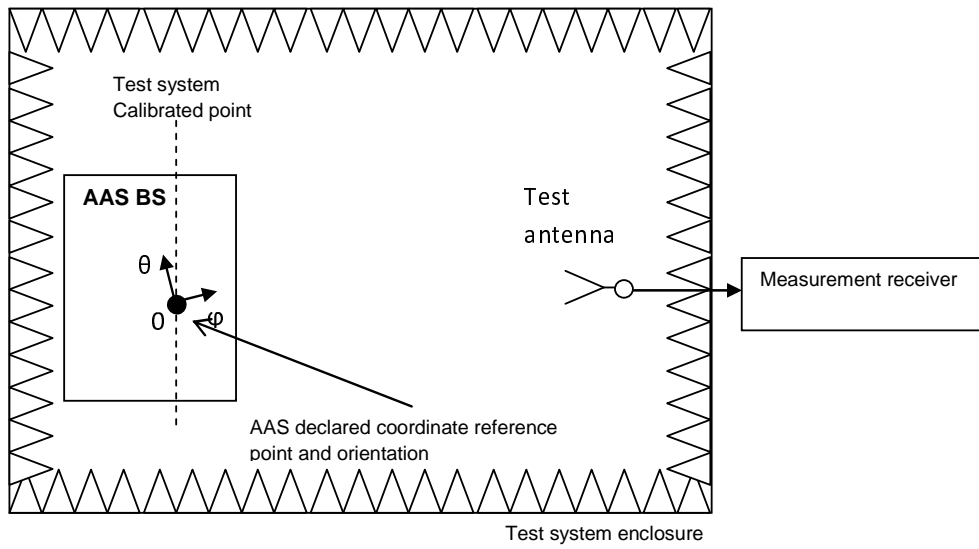 Test system
Calibrated point
AAS BS
Test
antenna
θ
0
φ
Measurement receiver
AAS declared coordinate reference
point and orientation
Test system enclosure